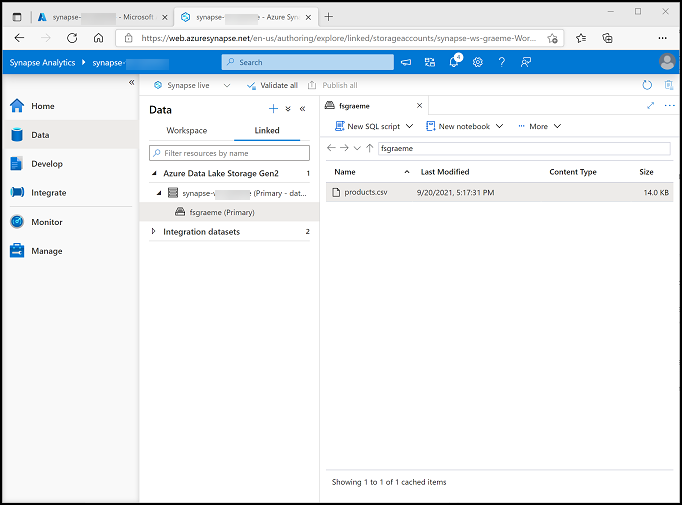 synapse- - Microsoft
synapse- e - Azure Syna
https://web.azuresynapse.net/en-us/authoring/explore/linked/storageaccounts/synapse-ws-graeme-Wor...
Synapse Analytics synapse-
Search
4
Synapse live
Validate all
Publish all
Home
Data
Develop
Integrate
Monitor
Manage
Data
Workspace
Linked
Filter resources by name
Azure Data Lake Storage Gen2 1
synapse- e (Primary - dat...
fsgraeme (Primary)
Integration datasets 2
fsgraeme
New SQL script
New notebook
More
fsgraeme
Name
Last Modified
Content Type
Size
products.csv
9/20/2021, 5:17:31 PM
14.0 KB
Showing 1 to 1 of 1 cached items